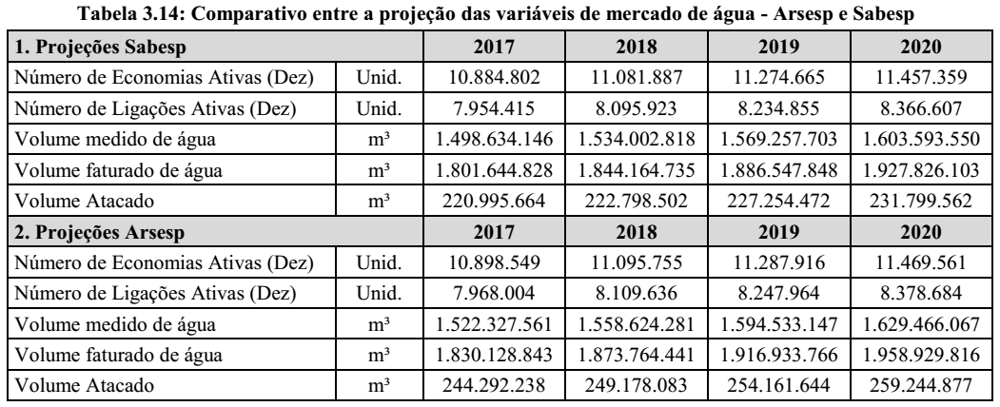 Tabela 3.14: Comparativo entre a projeção das variáveis de mercado de água - Arsesp e Sabesp
1. Projeções Sabesp 2017 2018 2019 2020
Número de Economias Ativas (Dez) Unid. 10.884.802 11.081.887 11.274.665 11.457.359
Número de Ligações Ativas (Dez) Unid. 7.954.415 8.095.923 8.234.855 8.366.607
Volume medido de água m³ 1.498.634.146 1.534.002.818 1.569.257.703 1.603.593.550
Volume faturado de água m³ 1.801.644.828 1.844.164.735 1.886.547.848 1.927.826.103
Volume Atacado m³ 220.995.664 222.798.502 227.254.472 231.799.562
2. Projeções Arsesp 2017 2018 2019 2020
Número de Economias Ativas (Dez) Unid. 10.898.549 11.095.755 11.287.916 11.469.561
Número de Ligações Ativas (Dez) Unid. 7.968.004 8.109.636 8.247.964 8.378.684
Volume medido de água m³ 1.522.327.561 1.558.624.281 1.594.533.147 1.629.466.067
Volume faturado de água m³ 1.830.128.843 1.873.764.441 1.916.933.766 1.958.929.816
Volume Atacado m³ 244.292.238 249.178.083 254.161.644 259.244.877